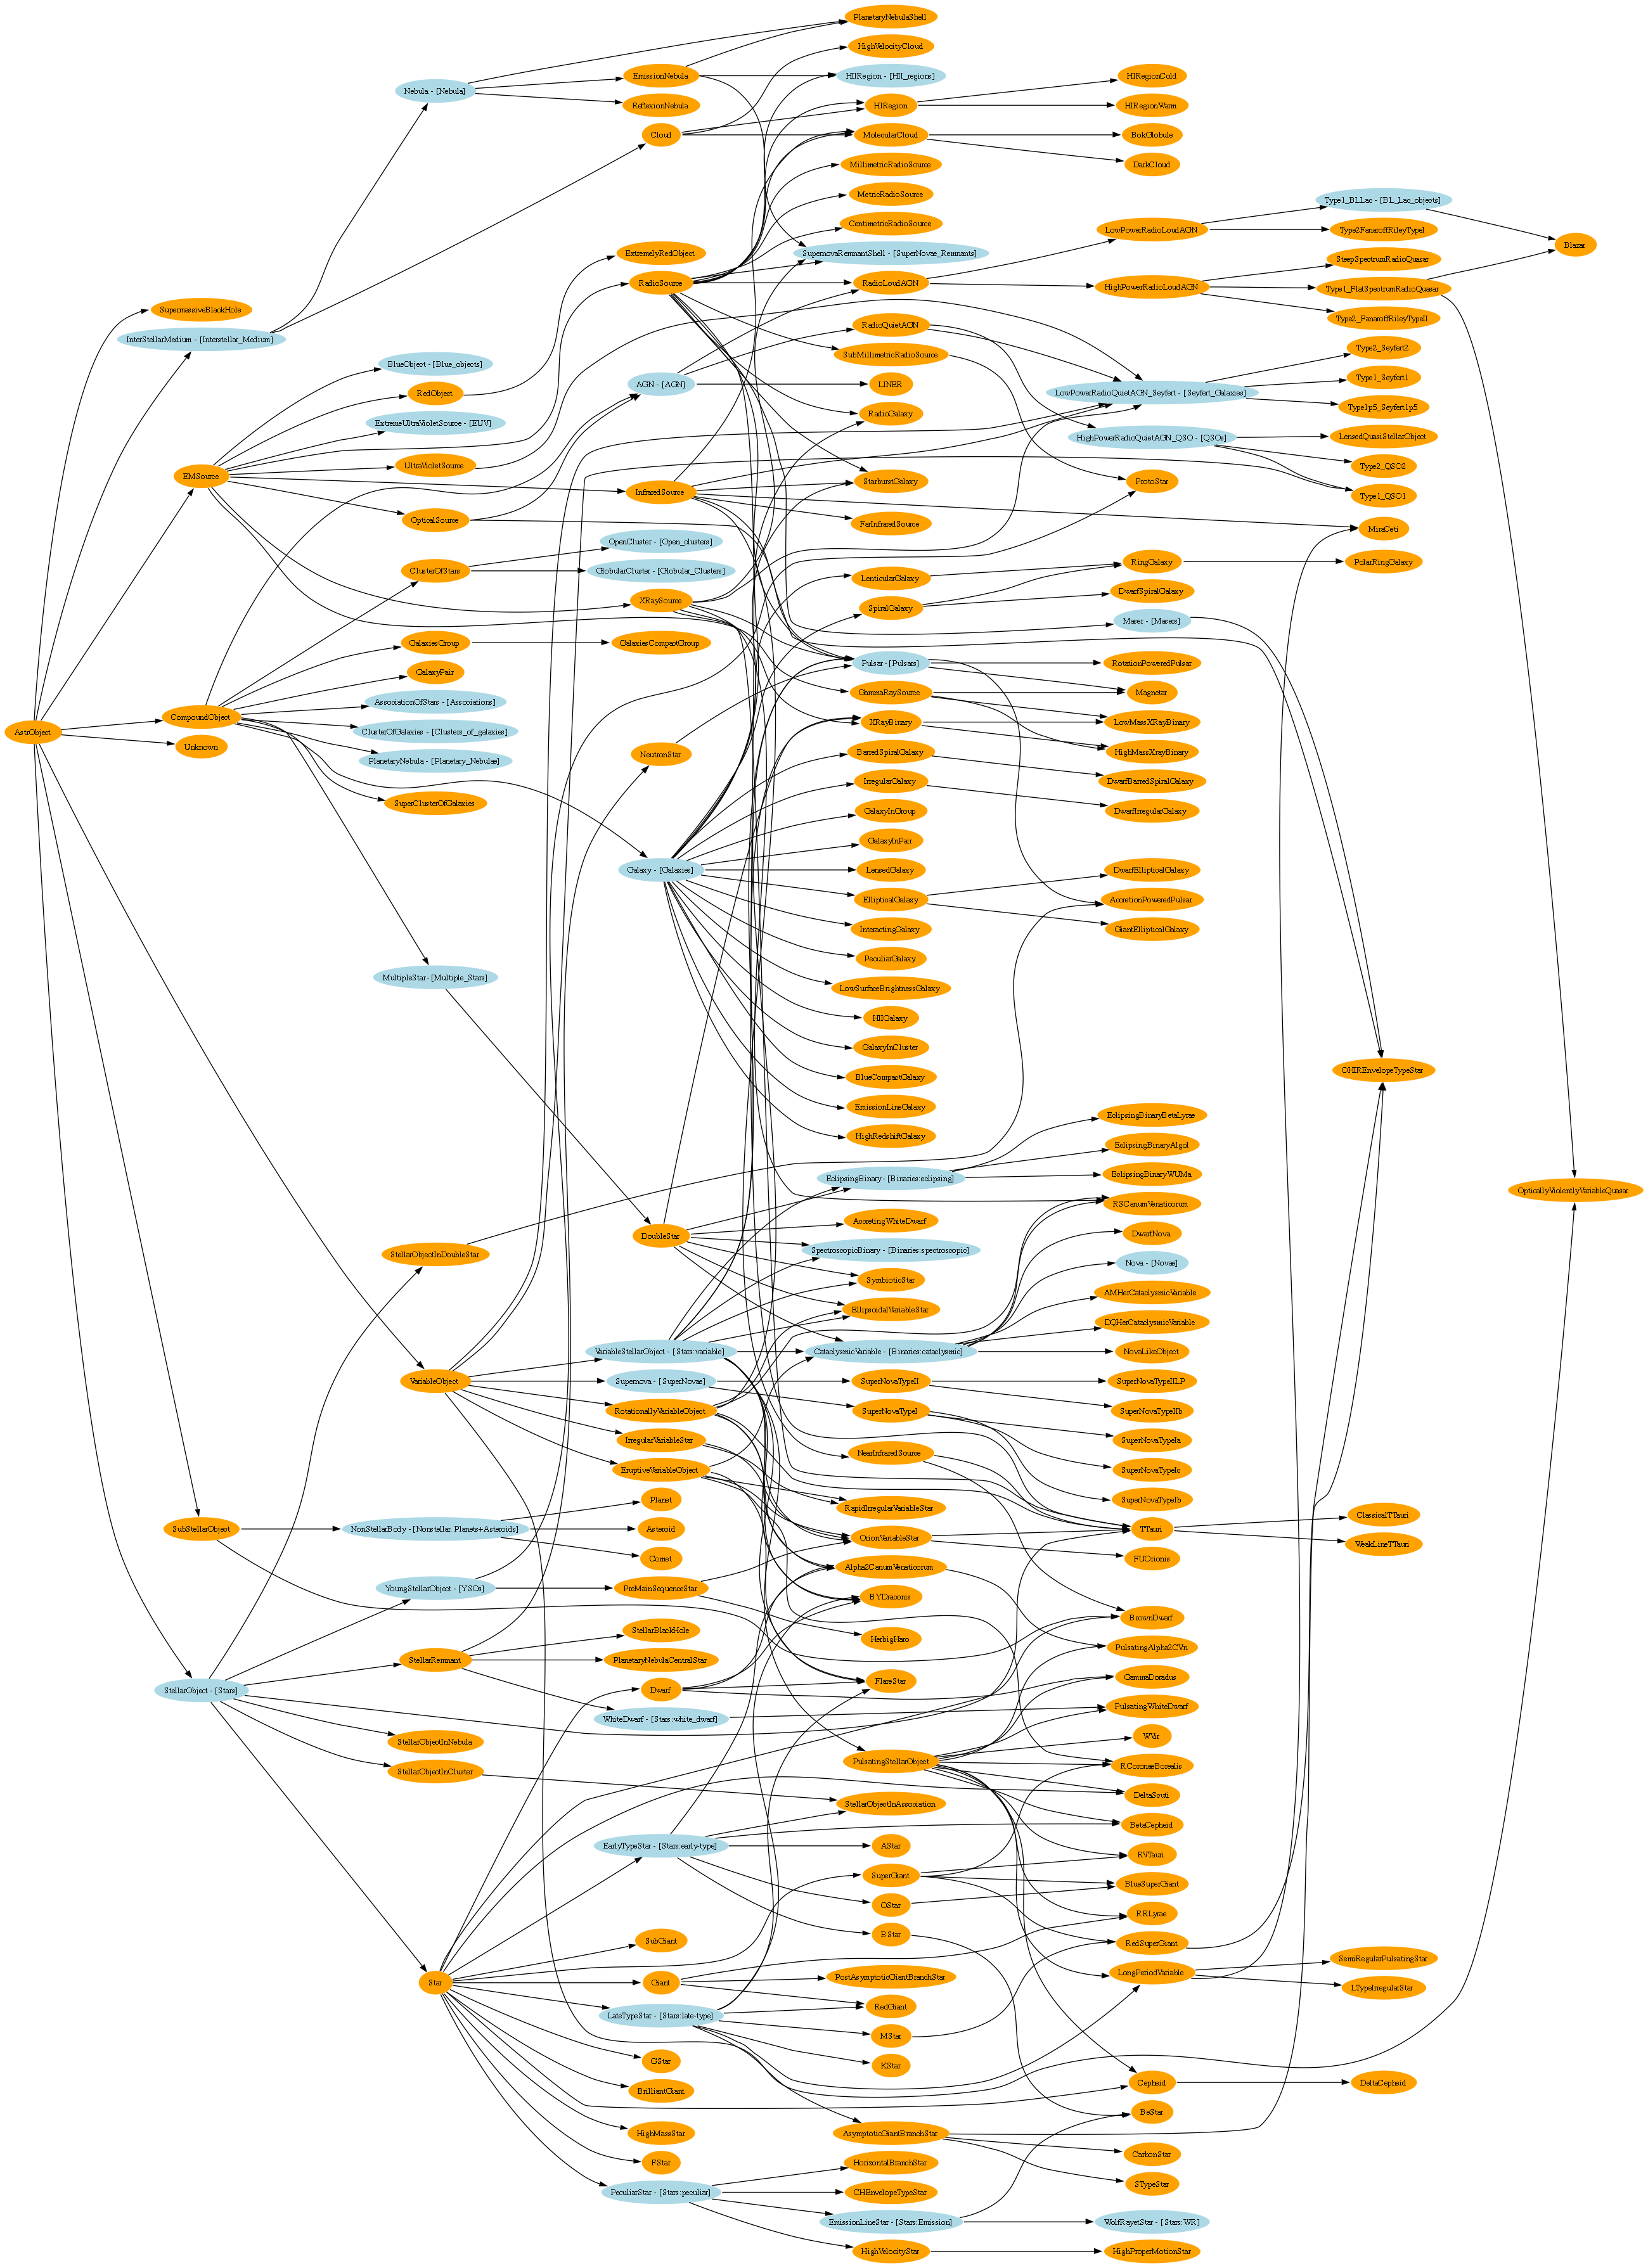 PlanetaryNebulaShell
HighVelocityCloud
EmissionNebula
HIIRegion - [HII_regions]
HIRegionCold
Nebula - [Nebula]
ReflexionNebula
HIRegion
HIRegionWarm
Cloud
MolecularCloud
BokGlobule
MillimetricRadioSource
DarkCloud
MetricRadioSource
Type1_BLLac - [BL_Lac_objects]
CentimetricRadioSource
LowPowerRadioLoudAGN
Type2FanaroffRileyTypeI
Blazar
ExtremelyRedObject
SupernovaRemnantShell - [SuperNovae_Remnants]
SteepSpectrumRadioQuasar
RadioSource
RadioLoudAGN
HighPowerRadioLoudAGN
Type1_FlatSpectrumRadioQuasar
SupermassiveBlackHole
Type2_FanaroffRileyTypeII
InterStellarMedium - [Interstellar_Medium]
RadioQuietAGN
BlueObject - [Blue_objects]
SubMillimetricRadioSource
Type2_Seyfert2
RedObject
AGN - [AGN]
LINER
LowPowerRadioQuietAGN_Seyfert - [Seyfert_Galaxies]
Type1_Seyfert1
ExtremeUltraVioletSource - [EUV]
RadioGalaxy
Type1p5_Seyfert1p5
HighPowerRadioQuietAGN_QSO - [QSOs]
LensedQuasiStellarObject
EMSource
UltraVioletSource
Type2_QSO2
InfraredSource
StarburstGalaxy
ProtoStar
Type1_QSO1
OpticalSource
FarInfraredSource
MiraCeti
OpenCluster - [Open_clusters]
ClusterOfStars
GlobularCluster - [Globular_Clusters]
LenticularGalaxy
RingGalaxy
PolarRingGalaxy
XRaySource
SpiralGalaxy
DwarfSpiralGalaxy
Maser - [Masers]
GalaxiesGroup
GalaxiesCompactGroup
GalaxyPair
Pulsar - [Pulsars]
RotationPoweredPulsar
AssociationOfStars - [Associations]
GammaRaySource
Magnetar
AstrObject
CompoundObject
ClusterOfGalaxies - [Clusters_of_galaxies]
XRayBinary
LowMassXRayBinary
Unknown
PlanetaryNebula - [Planetary_Nebulae]
NeutronStar
BarredSpiralGalaxy
HighMassXrayBinary
SuperClusterOfGalaxies
IrregularGalaxy
DwarfBarredSpiralGalaxy
GalaxyInGroup
DwarfIrregularGalaxy
GalaxyInPair
Galaxy - [Galaxies]
LensedGalaxy
DwarfEllipticalGalaxy
EllipticalGalaxy
AccretionPoweredPulsar
InteractingGalaxy
GiantEllipticalGalaxy
PeculiarGalaxy
MultipleStar- [Multiple_Stars]
LowSurfaceBrightnessGalaxy
HIIGalaxy
GalaxyInCluster
OHIREnvelopeTypeStar
BlueCompactGalaxy
EmissionLineGalaxy
EclipsingBinaryBetaLyrae
HighRedshiftGalaxy
EclipsingBinaryAlgol
EclipsingBinary - [Binaries:eclipsing]
EclipsingBinaryWUMa
OpticallyViolentlyVariableQuasar
RSCanumVenaticorum
AccretingWhiteDwarf
DoubleStar
DwarfNova
StellarObjectInDoubleStar
SpectroscopicBinary - [Binaries:spectroscopic]
Nova - [Novae]
SymbioticStar
AMHerCataclysmicVariable
EllipsoidalVariableStar
DQHerCataclysmicVariable
VariableStellarObject - [Stars:variable]
CataclysmicVariable - [Binaries:cataclysmic]
NovaLikeObject
VariableObject
Supernova - [SuperNovae]
SuperNovaTypeII
SuperNovaTypeIILP
RotationallyVariableObject
SuperNovaTypeI
SuperNovaTypeIIb
IrregularVariableStar
NearInfraredSource
SuperNovaTypeIa
EruptiveVariableObject
SuperNovaTypeIc
Planet
RapidIrregularVariableStar
SuperNovaTypeIb
SubStellarObject
NonStellarBody - [Nonstellar, Planets+Asteroids]
Asteroid
OrionVariableStar
TTauri
ClassicalTTauri
Comet
Alpha2CanumVenaticorum
FUOrionis
WeakLineTTauri
YoungStellarObject - [YSOs]
PreMainSequenceStar
BYDraconis
BrownDwarf
StellarBlackHole
HerbigHaro
PulsatingAlpha2CVn
StellarRemnant
PlanetaryNebulaCentralStar
StellarObject - [Stars]
Dwarf
FlareStar
GammaDoradus
WhiteDwarf - [Stars:white_dwarf]
PulsatingWhiteDwarf
StellarObjectInNebula
WVir
StellarObjectInCluster
PulsatingStellarObject
RCoronaeBorealis
StellarObjectInAssociation
DeltaScuti
BetaCepheid
EarlyTypeStar - [Stars:early-type]
AStar
RVTauri
SuperGiant
BlueSuperGiant
OStar
RRLyrae
SubGiant
BStar
RedSuperGiant
SemiRegularPulsatingStar
Star
Giant
PostAsymptoticGiantBranchStar
LongPeriodVariable
LTypeIrregularStar
LateTypeStar - [Stars:late-type]
RedGiant
MStar
GStar
KStar
BrilliantGiant
Cepheid
DeltaCepheid
BeStar
HighMassStar
AsymptoticGiantBranchStar
CarbonStar
FStar
HorizontalBranchStar
STypeStar
PeculiarStar - [Stars:peculiar]
CHEnvelopeTypeStar
EmissionLineStar - [Stars:Emission]
WolfRayetStar - [Stars:WR]
HighVelocityStar
HighProperMotionStar